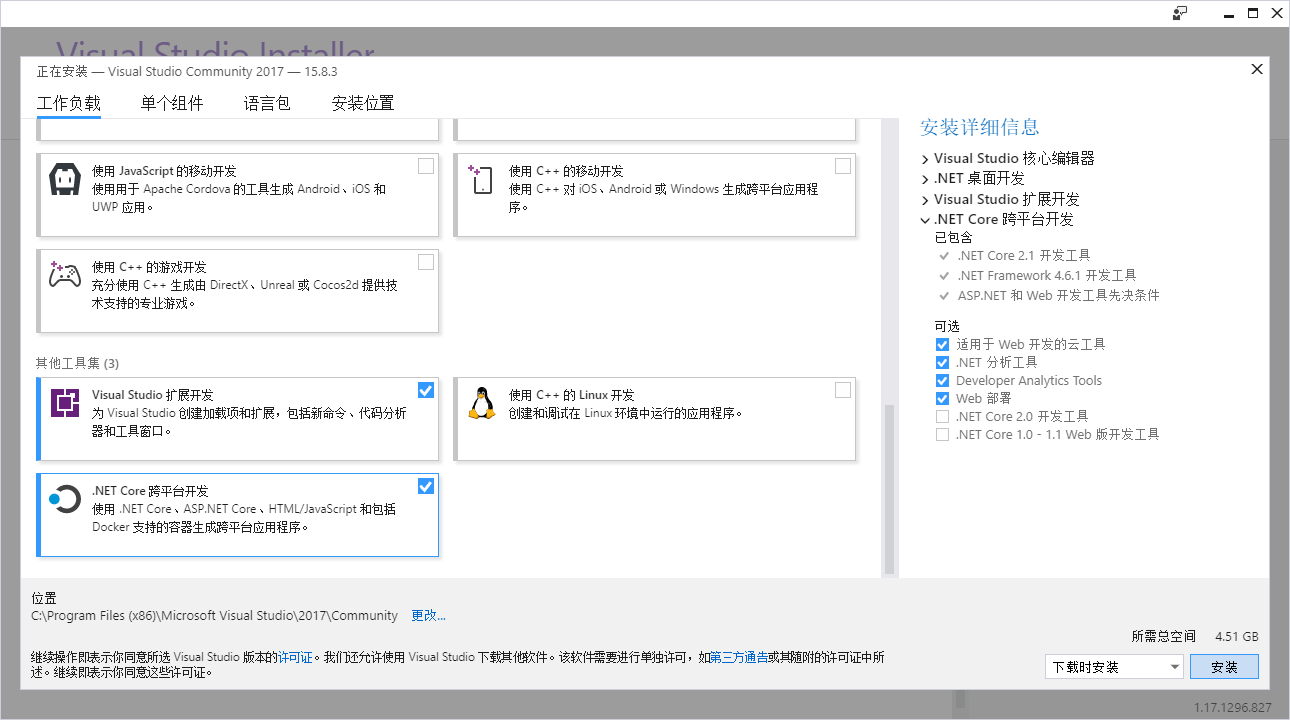 Visual Studio Installer
正在安装 — Visual Studio Community 2017 — 15.8.3
工作负载 单个组件 语言包 安装位置
使用 JavaScript 的移动开发
使用用于 Apache Cordova 的工具生成 Android、iOS 和
UWP 应用。
使用 C++ 的移动开发
使用 C++ 对 iOS、Android 或 Windows 生成跨平台应用程
序。
使用 C++ 的游戏开发
充分使用 C++ 生成由 DirectX、Unreal 或 Cocos2d 提供技
术支持的专业游戏。
其他工具集 (3)
Visual Studio 扩展开发
为 Visual Studio 创建加载项和扩展，包括新命令、代码分析
器和工具窗口。
使用 C++ 的 Linux 开发
创建和调试在 Linux 环境中运行的应用程序。
.NET Core 跨平台开发
使用 .NET Core、ASP.NET Core、HTML/JavaScript 和包括
Docker 支持的容器生成跨平台应用程序。
安装详细信息
Visual Studio 核心编辑器
.NET 桌面开发
Visual Studio 扩展开发
.NET Core 跨平台开发
已包含
.NET Core 2.1 开发工具
.NET Framework 4.6.1 开发工具
ASP.NET 和 Web 开发工具先决条件
可选
适用于 Web 开发的云工具
.NET 分析工具
Developer Analytics Tools
Web 部署
.NET Core 2.0 开发工具
.NET Core 1.0 - 1.1 Web 版开发工具
位置
C:\Program Files (x86)\Microsoft Visual Studio\2017\Community 更改...
所需总空间 4.51 GB
继续操作即表示你同意所选 Visual Studio 版本的许可证。我们还允许使用 Visual Studio 下载其他软件。该软件需要进行单独许可，如第三方通告或其随附的许可证中所
述。继续即表示你同意这些许可证。
下载时安装 安装
1.17.1296.827